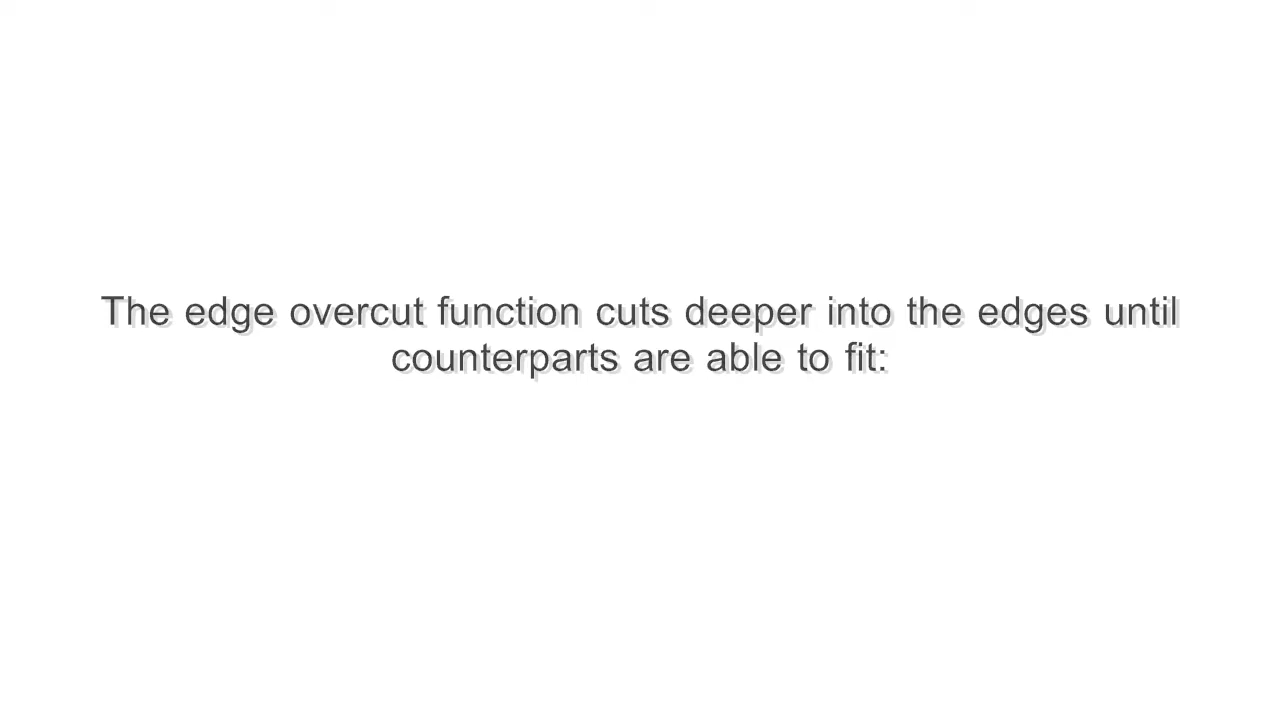 The edge overcut function cuts deeper into the edges until
counterparts are able to fit: